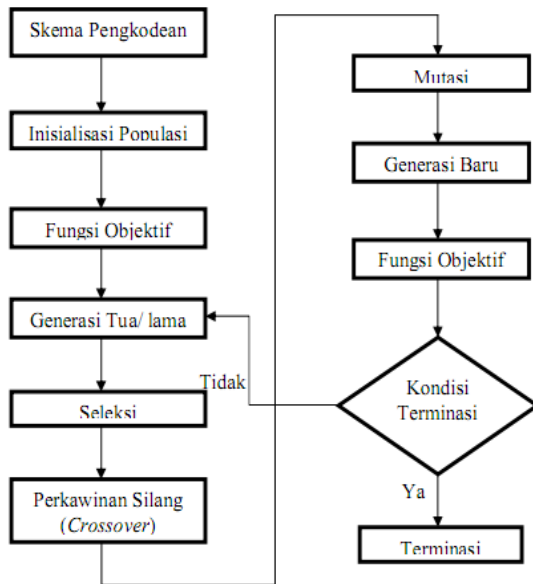 Skema Pengkodean
Inisialisasi Populasi
Fungsi Objektif
Generasi Tua/ lama
Seleksi
Perkawinan Silang
(Crossover)
Mutasi
Generasi Baru
Fungsi Objektif
Kondisi
Terminasi
Tidak
Ya
Terminasi